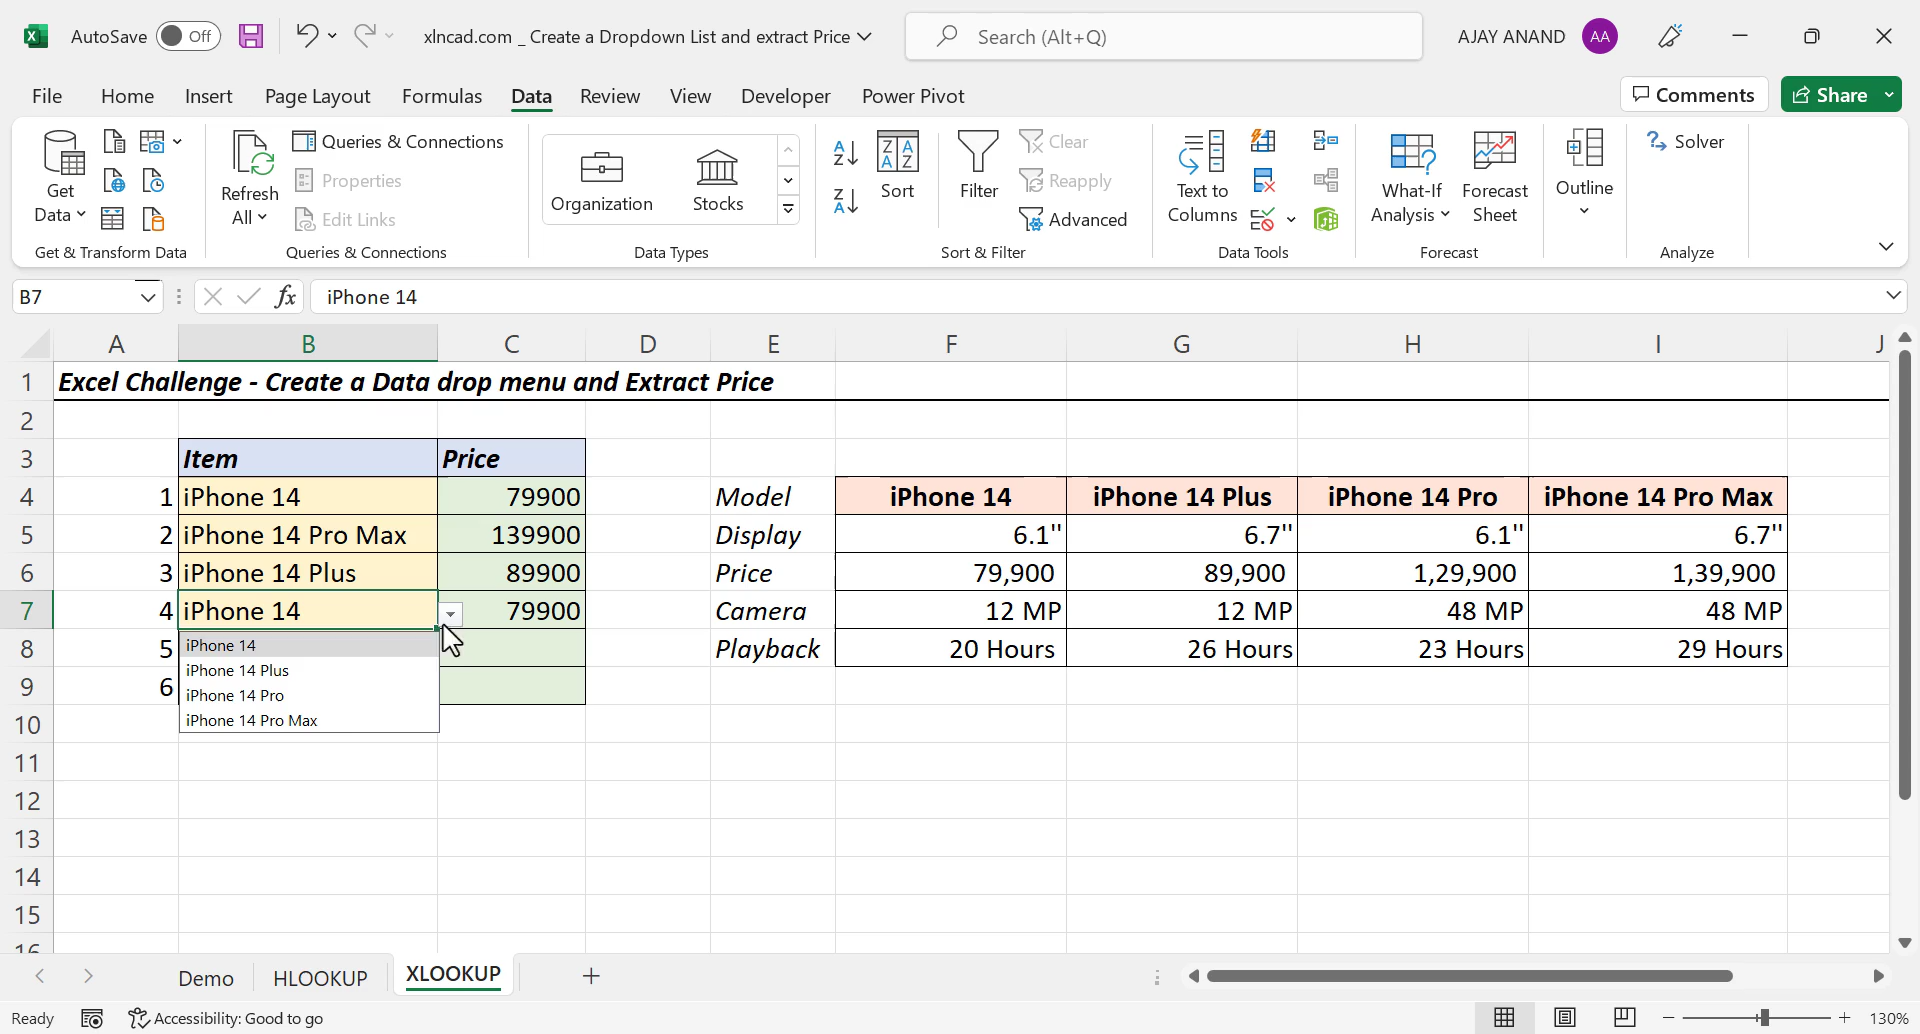 AutoSave Off xlncad.com _ Create a Dropdown List and extract Price Search (Alt+Q) AJAY ANAND AA
File Home Insert Page Layout Formulas Data Review View Developer Power Pivot Comments Share
Get Data
Get & Transform Data
Refresh All
Queries & Connections
Properties
Edit Links
Queries & Connections
Organization Stocks
Data Types
Sort
Filter
Clear
Reapply
Advanced
Sort & Filter
Text to Columns
Data Tools
What-If Analysis
Forecast Sheet
Forecast
Outline
Solver
Analyze
B7 fx iPhone 14
A B C D E F G H I J
1 Excel Challenge - Create a Data drop menu and Extract Price
2
3 Item Price
4 1 iPhone 14 79900 Model iPhone 14 iPhone 14 Plus iPhone 14 Pro iPhone 14 Pro Max
5 2 iPhone 14 Pro Max 139900 Display 6.1" 6.7" 6.1" 6.7"
6 3 iPhone 14 Plus 89900 Price 79,900 89,900 1,29,900 1,39,900
7 4 iPhone 14 79900 Camera 12 MP 12 MP 48 MP 48 MP
8 5 Playback 20 Hours 26 Hours 23 Hours 29 Hours
9 6
iPhone 14
iPhone 14 Plus
iPhone 14 Pro
iPhone 14 Pro Max
10
11
12
13
14
15
16
Demo HLOOKUP XLOOKUP
Ready Accessibility: Good to go 130%